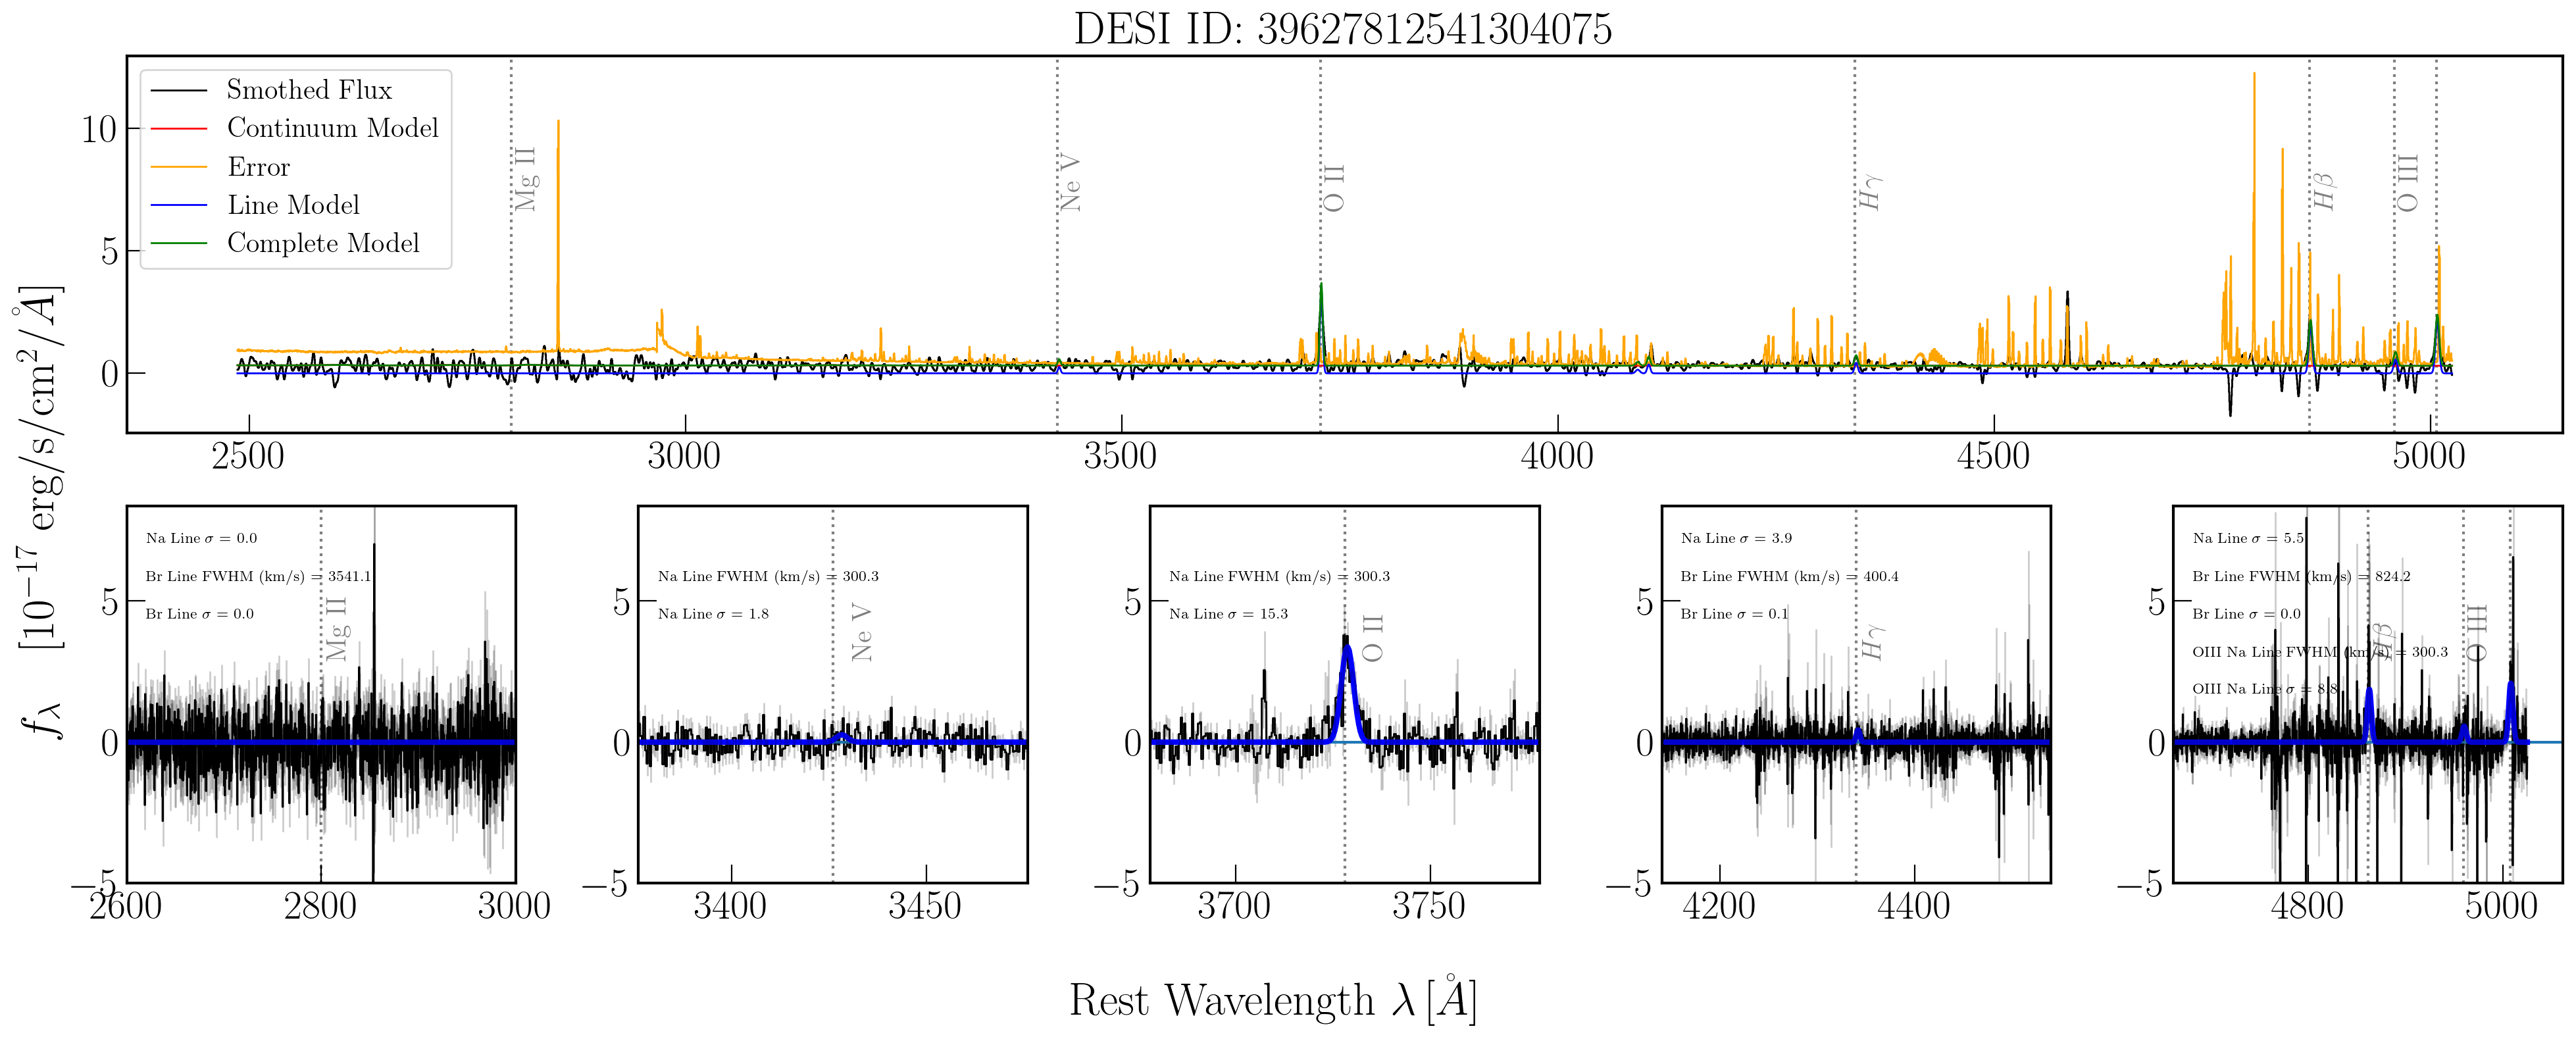 DESI ID: 39627812541304075
Smothed Flux
Continuum Model
Error
Line Model
Complete Model
Mg II
Ne V
O II
Hγ
Hβ
O III
10
5
0
2500 3000 3500 4000 4500 5000
f_λ [10^−17 erg/s/cm^2/Å]
Na Line σ = 0.0
Br Line FWHM (km/s) = 3541.1
Br Line σ = 0.0
Mg II
5
0
−5
2600 2800 3000
Na Line FWHM (km/s) = 300.3
Na Line σ = 1.8
Ne V
5
0
−5
3400 3450
Na Line FWHM (km/s) = 300.3
Na Line σ = 15.3
O II
5
0
−5
3700 3750
Na Line σ = 3.9
Br Line FWHM (km/s) = 400.4
Br Line σ = 0.1
Hγ
5
0
−5
4200 4400
Na Line σ = 5.5
Br Line FWHM (km/s) = 824.2
Br Line σ = 0.0
OIII Na Line FWHM (km/s) = 300.3
OIII Na Line σ = 8.8
Hβ
O III
5
0
−5
4800 5000
Rest Wavelength λ [Å]